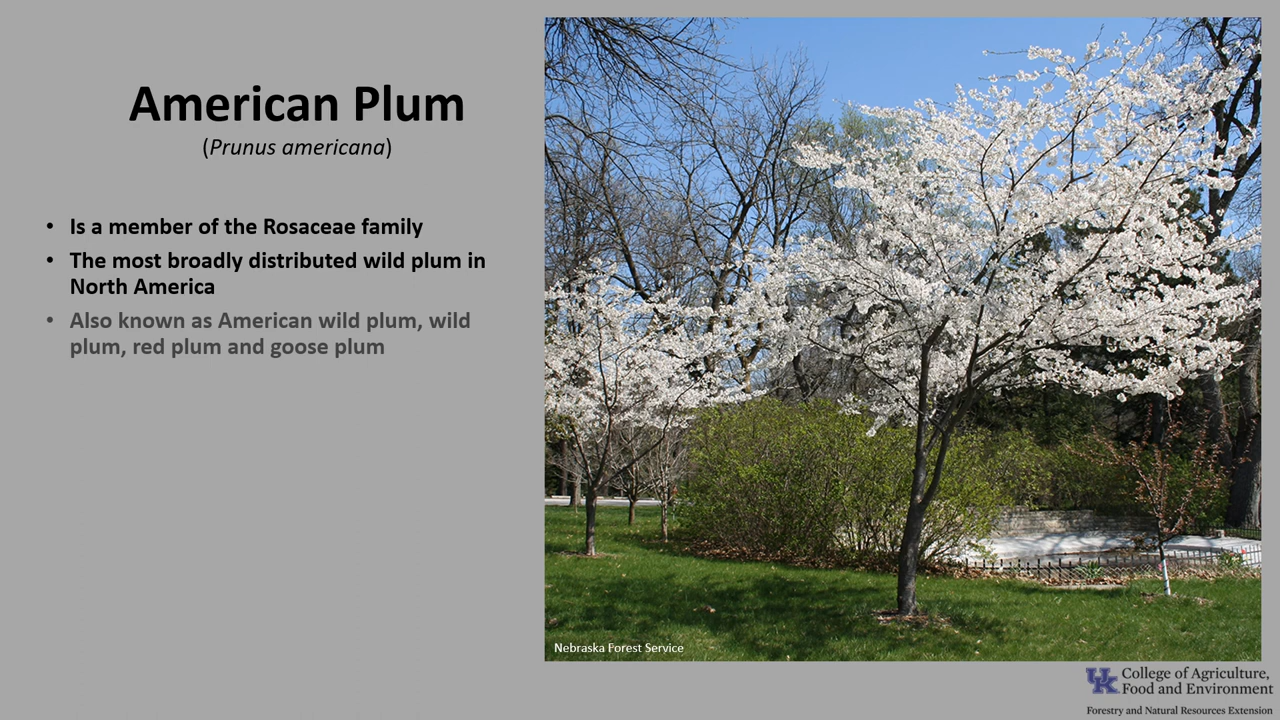 American Plum
(Prunus americana)
• Is a member of the Rosaceae family
• The most broadly distributed wild plum in
North America
• Also known as American wild plum, wild
plum, red plum and goose plum
Nebraska Forest Service
UK College of Agriculture,
Food and Environment
Forestry and Natural Resources Extension